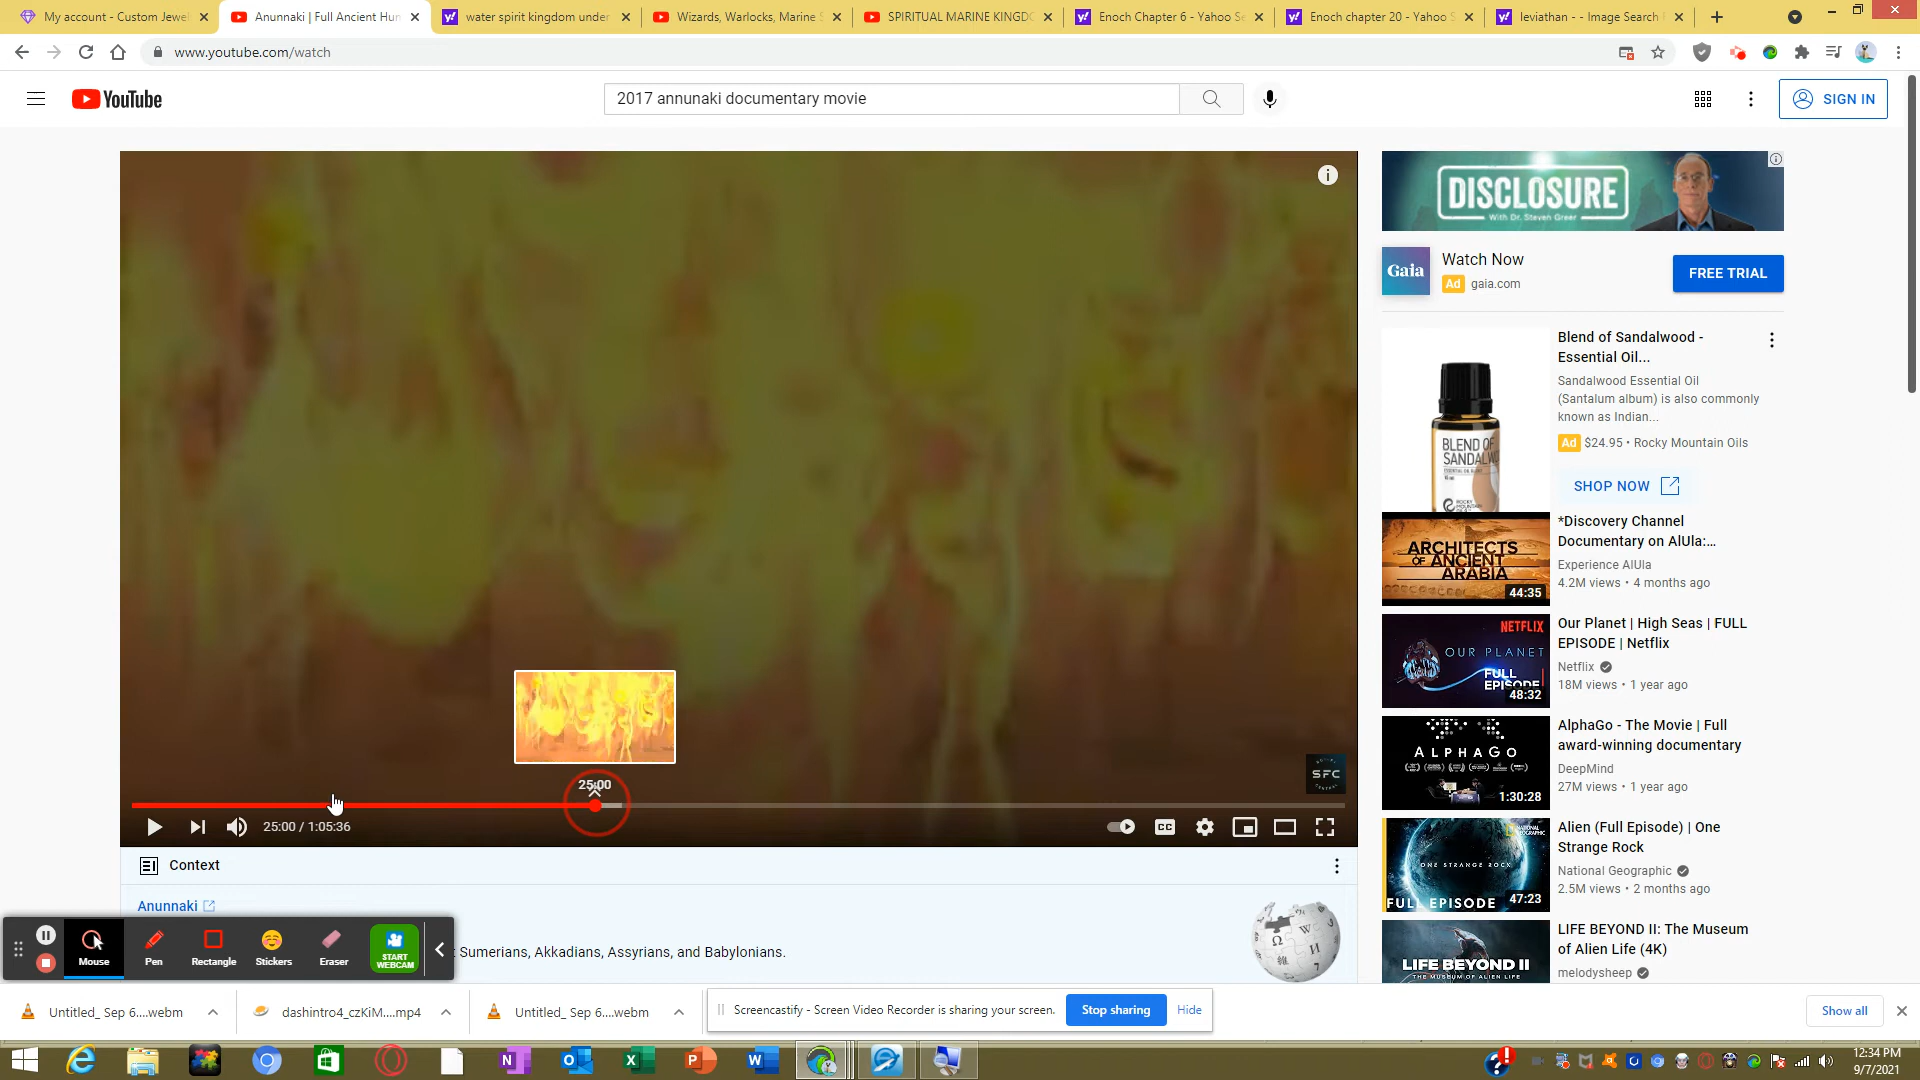 My account - Custom Jewel
Anunnaki | Full Ancient Hun
water spirit kingdom under
Wizards, Warlocks, Marine S
SPIRITUAL MARINE KINGDO
Enoch Chapter 6 - Yahoo Se
Enoch chapter 20 - Yahoo S
leviathan - - Image Search
www.youtube.com/watch
YouTube
2017 annunaki documentary movie
SIGN IN
DISCLOSURE
With Dr. Steven Greer
Gaia
Watch Now
Ad gaia.com
FREE TRIAL
BLEND OF
SANDALW
Blend of Sandalwood -
Essential Oil...
Sandalwood Essential Oil
(Santalum album) is also commonly
known as Indian...
Ad $24.95 • Rocky Mountain Oils
SHOP NOW
ARCHITECTS
OF ANCIENT
ARABIA
44:35
*Discovery Channel
Documentary on AlUla:...
Experience AlUla
4.2M views • 4 months ago
NETFLIX
OUR PLANET
FULL
EPISODE
48:32
Our Planet | High Seas | FULL
EPISODE | Netflix
Netflix
18M views • 1 year ago
ALPHAGO
1:30:28
AlphaGo - The Movie | Full
award-winning documentary
DeepMind
27M views • 1 year ago
ONE STRANGE ROCK
FULL EPISODE
47:23
Alien (Full Episode) | One
Strange Rock
National Geographic
2.5M views • 2 months ago
LIFE BEYOND II
THE MUSEUM OF ALIEN LIFE
LIFE BEYOND II: The Museum
of Alien Life (4K)
melodysheep
SFC
25:00
25:00 / 1:05:36
CC
Context
Anunnaki
Sumerians, Akkadians, Assyrians, and Babylonians.
Mouse
Pen
Rectangle
Stickers
Eraser
START
WEBCAM
Untitled_ Sep 6....webm
dashintro4_czKiM....mp4
Untitled_ Sep 6....webm
Screencastify - Screen Video Recorder is sharing your screen.
Stop sharing
Hide
Show all
12:34 PM
9/7/2021